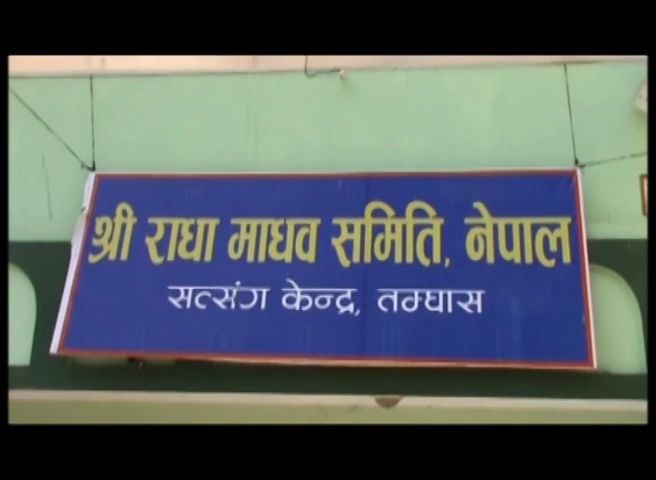 श्री राधा माधव समिति, नेपाल
सत्संग केन्द्र, तम्घास